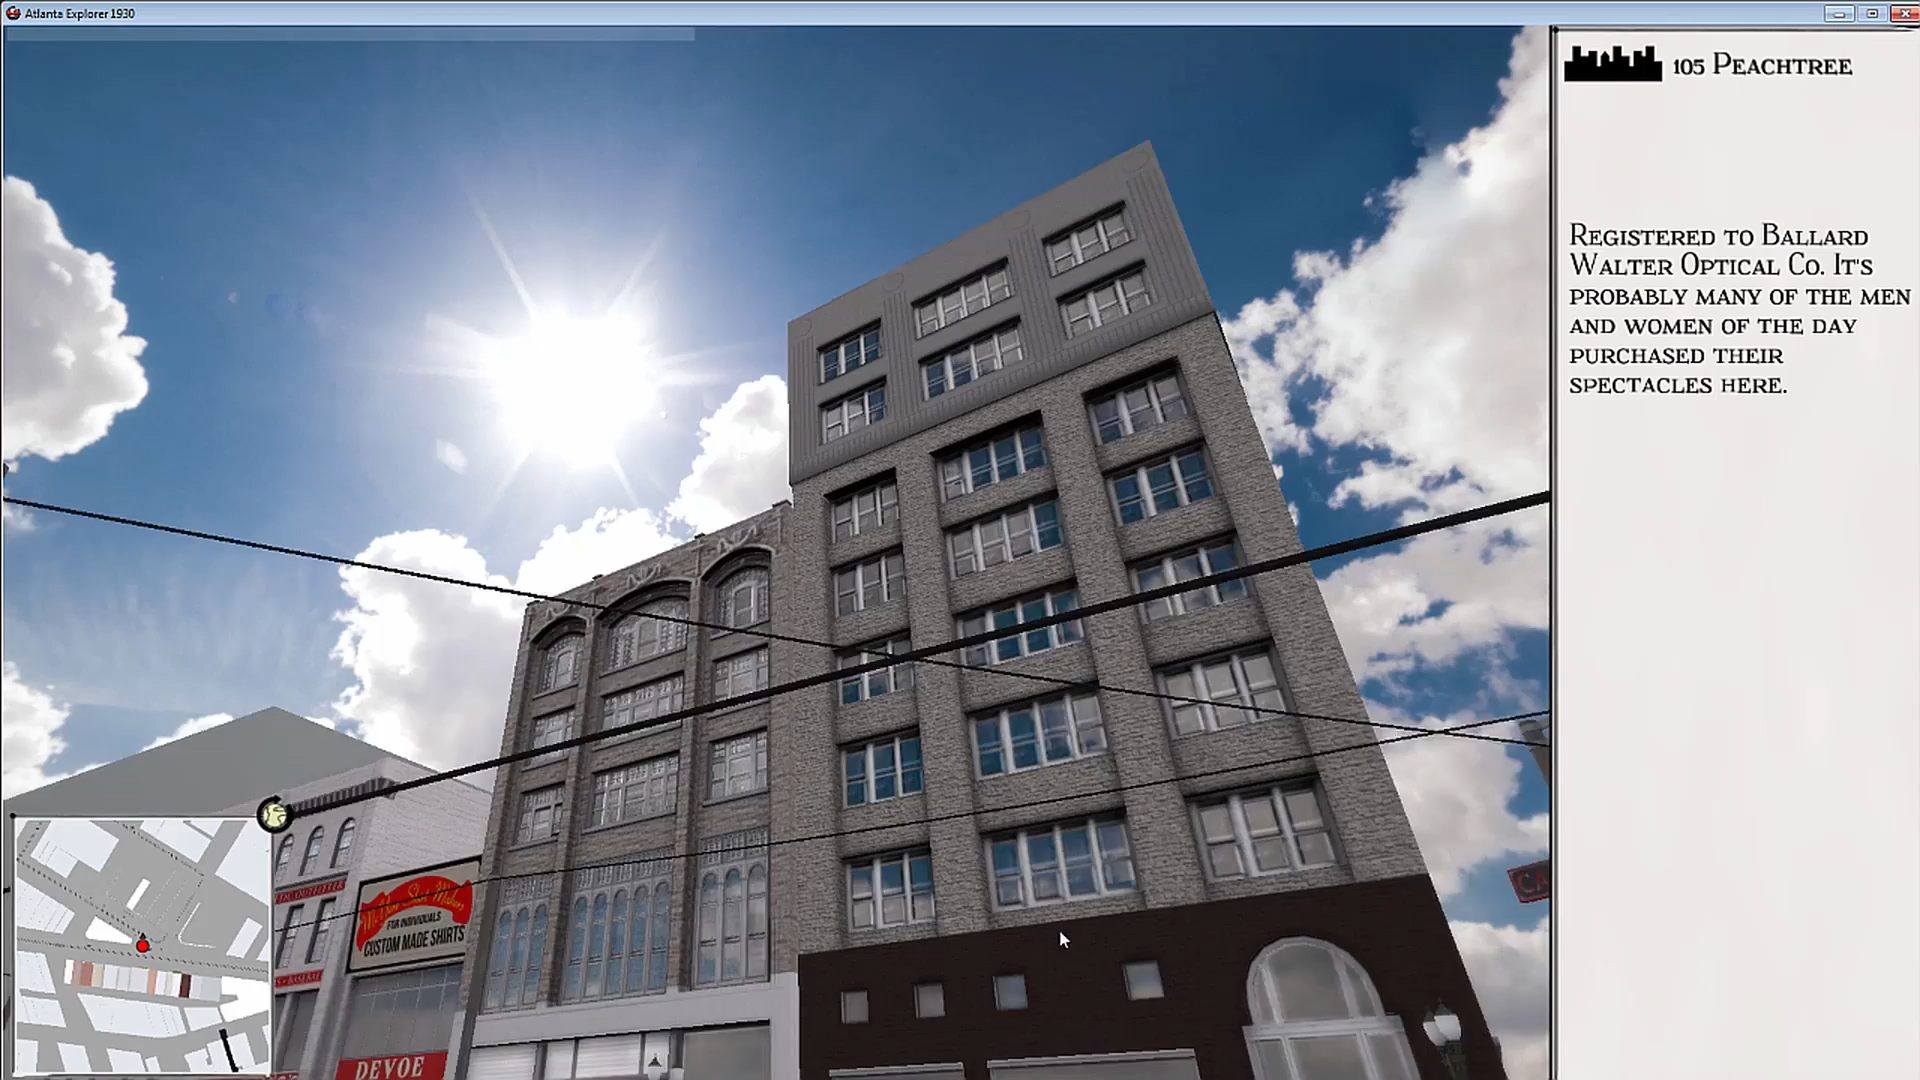 Atlanta Explorer 1930
105 Peachtree
Registered to Ballard
Walter Optical Co. It's
probably many of the men
and women of the day
purchased their
spectacles here.
FOR INDIVIDUALS
CUSTOM MADE SHIRTS
DEVOE
CA